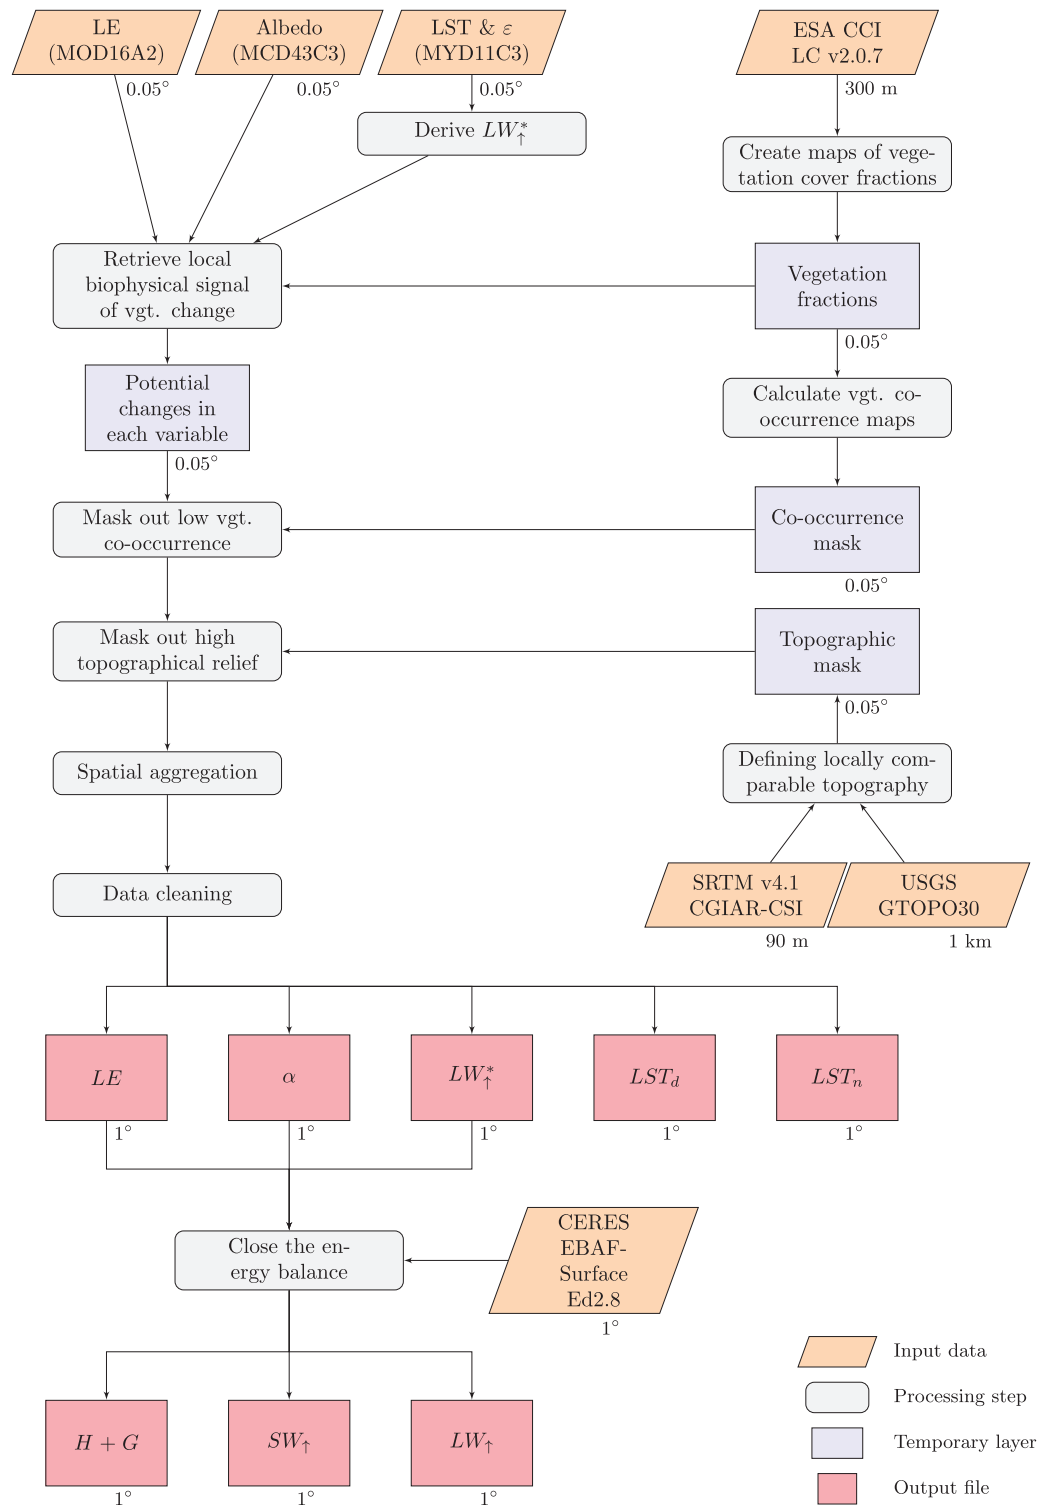 LE
(MOD16A2)
0.05°
Albedo
(MCD43C3)
0.05°
LST & ε
(MYD11C3)
0.05°
ESA CCI
LC v2.0.7
300 m
Derive LW↑*
Create maps of vege-
tation cover fractions
Retrieve local
biophysical signal
of vgt. change
Vegetation
fractions
0.05°
Potential
changes in
each variable
0.05°
Calculate vgt. co-
occurrence maps
Mask out low vgt.
co-occurrence
Co-occurrence
mask
0.05°
Mask out high
topographical relief
Topographic
mask
0.05°
Spatial aggregation
Defining locally com-
parable topography
Data cleaning
SRTM v4.1
CGIAR-CSI
90 m
USGS
GTOPO30
1 km
LE
1°
α
1°
LW↑*
1°
LSTd
1°
LSTn
1°
Close the en-
ergy balance
CERES
EBAF-
Surface
Ed2.8
1°
H + G
1°
SW↑
1°
LW↑
1°
Input data
Processing step
Temporary layer
Output file